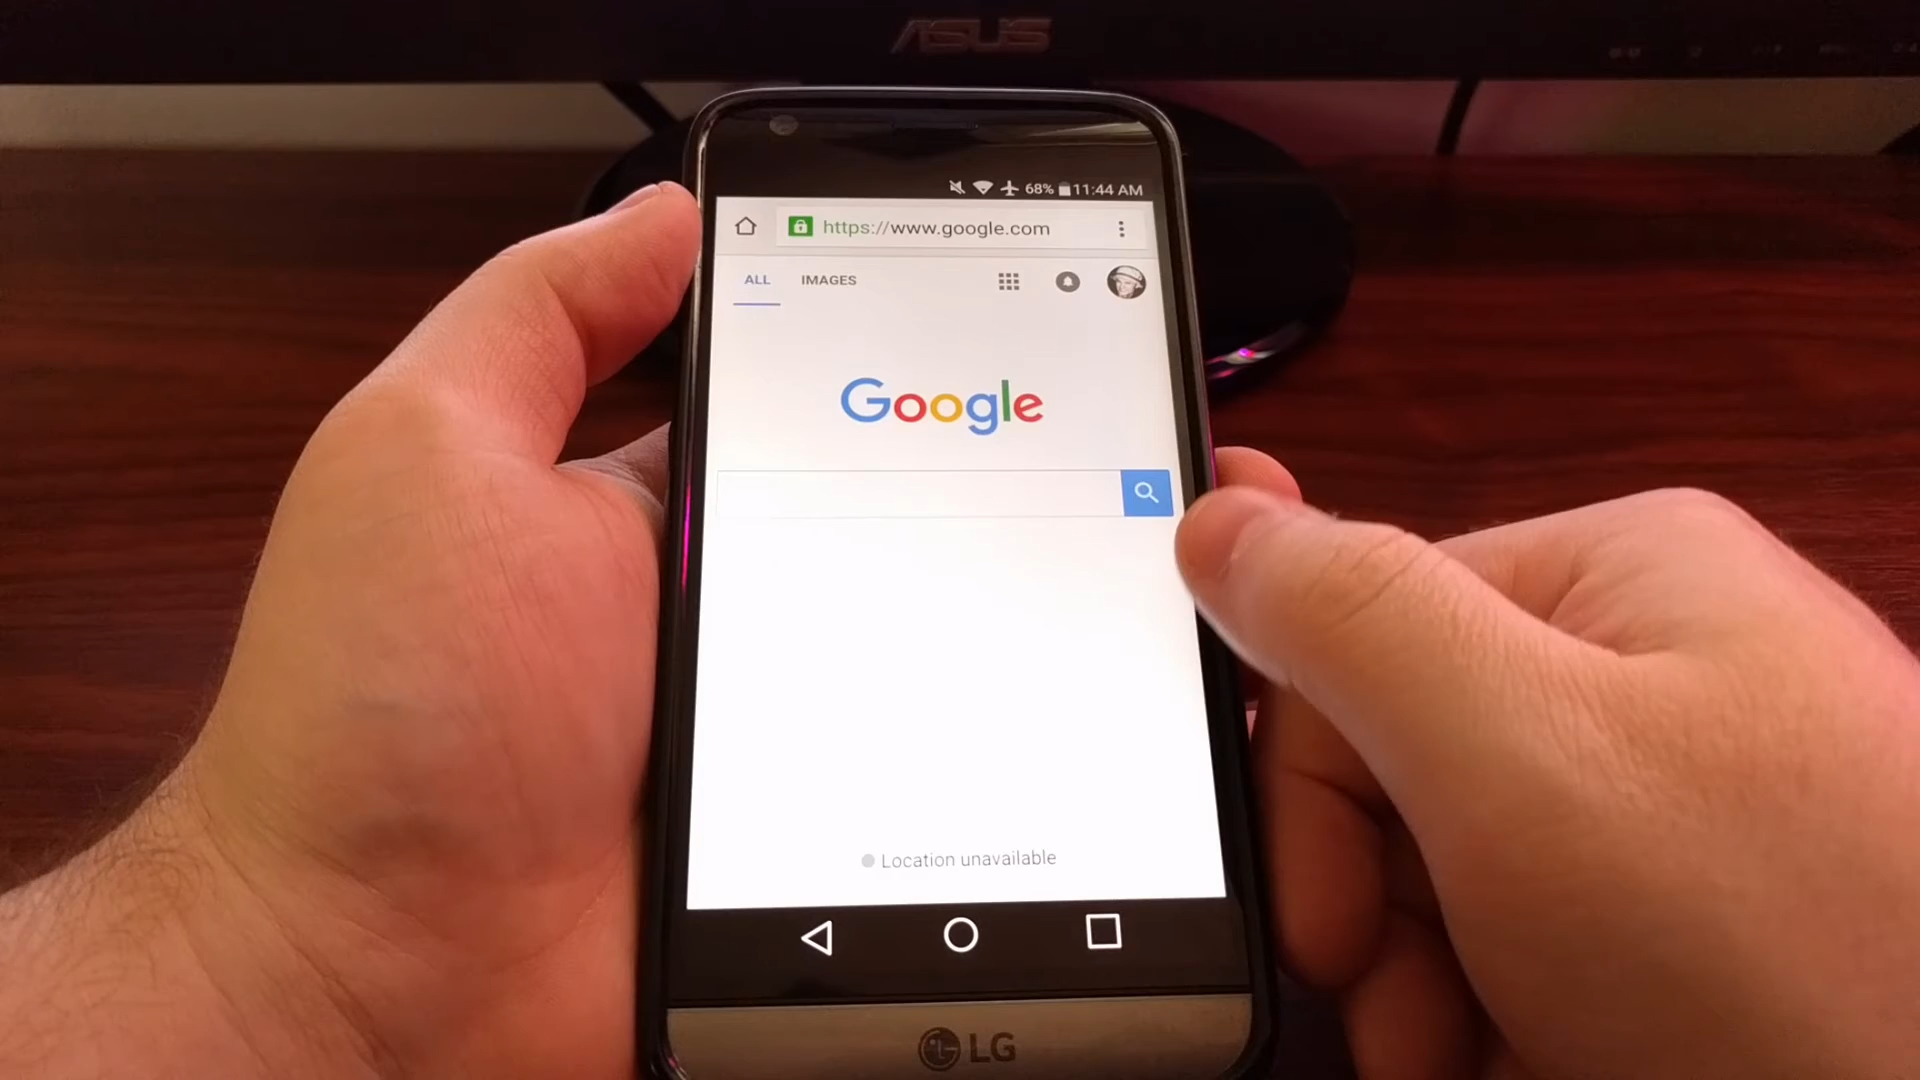 ASUS
68% 11:44 AM
https://www.google.com
ALL IMAGES
Google
Location unavailable
LG